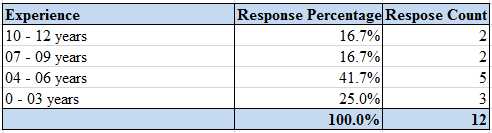 Experience Response Percentage Respose Count
10 - 12 years 16.7% 2
07 - 09 years 16.7% 2
04 - 06 years 41.7% 5
0 - 03 years 25.0% 3
100.0% 12